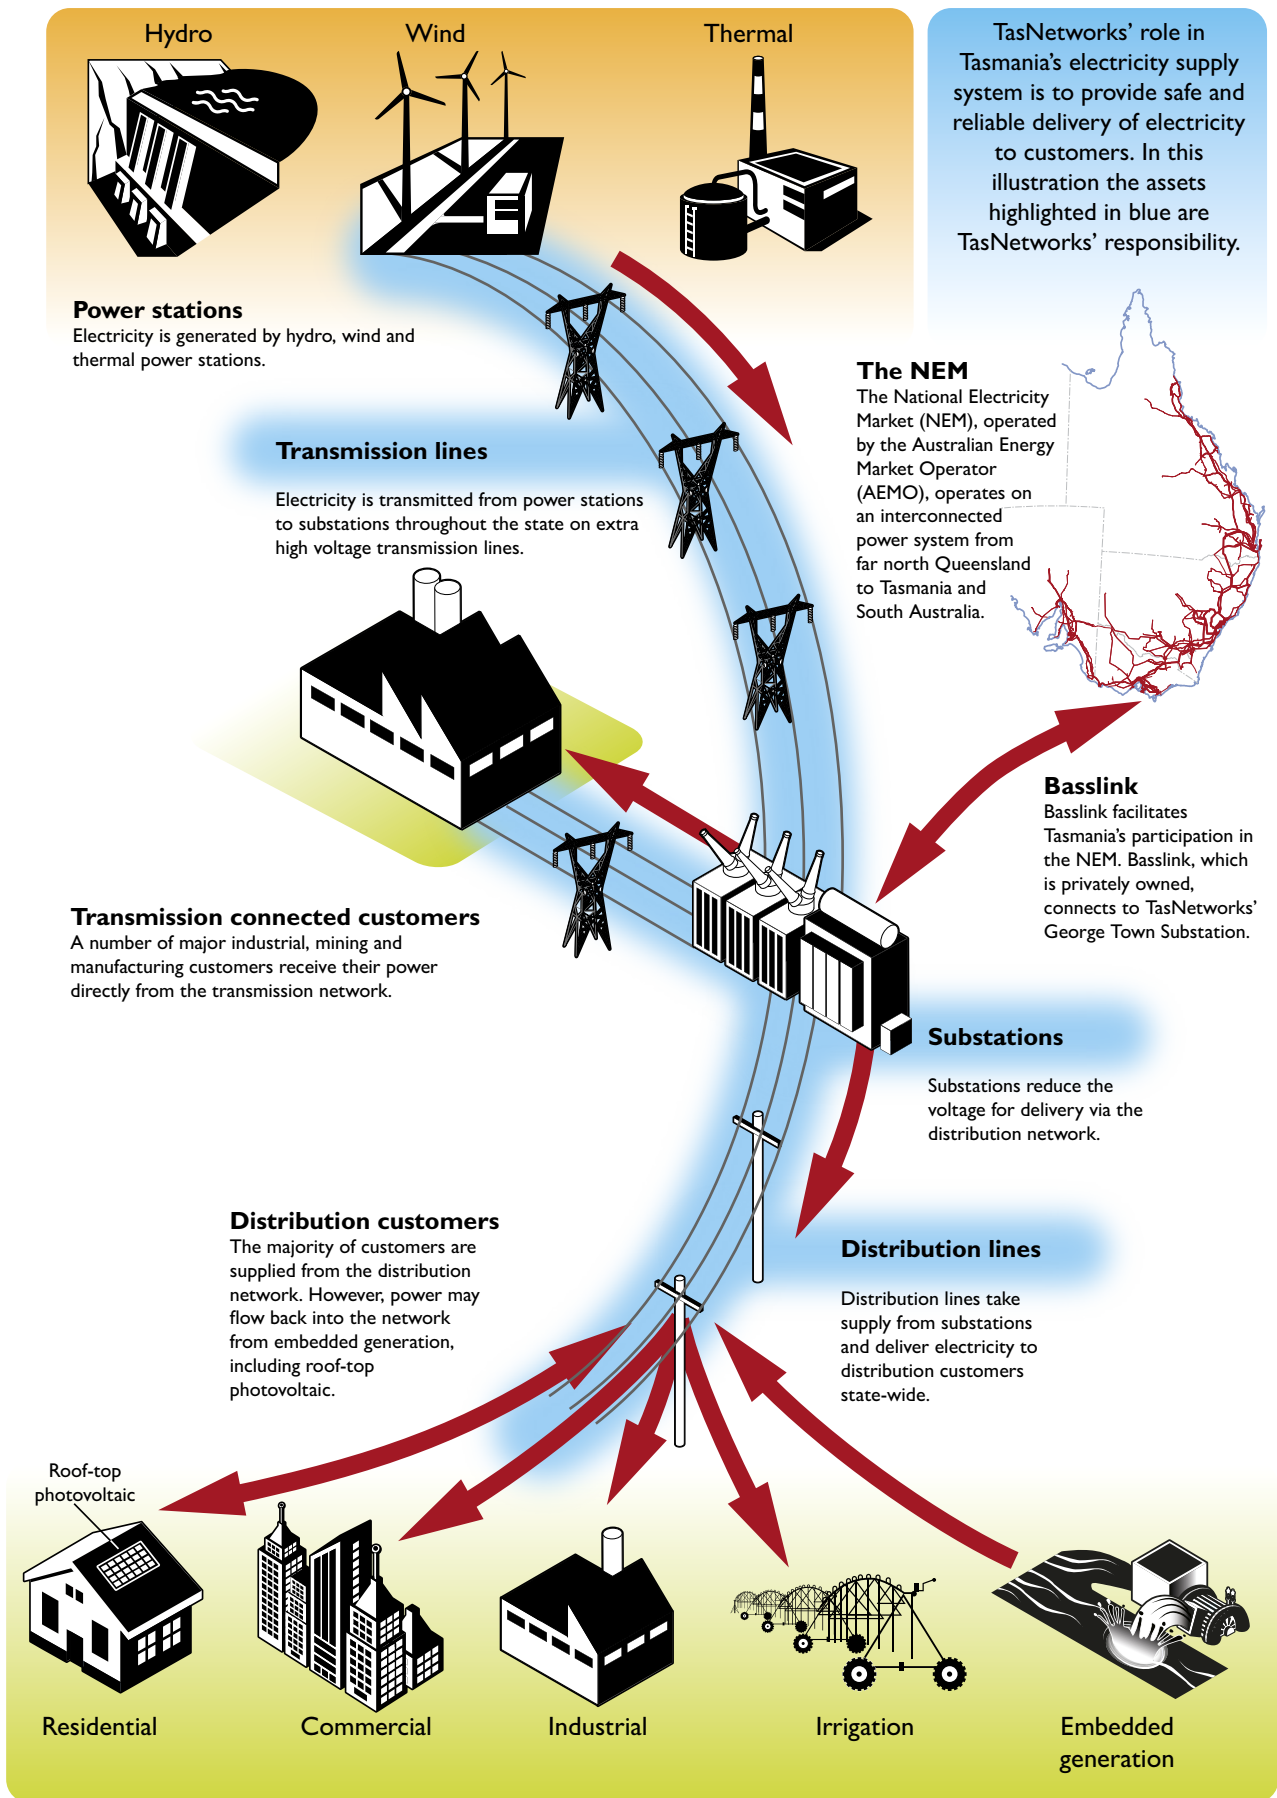 Hydro
Wind
Thermal
TasNetworks’ role in
Tasmania’s electricity supply
system is to provide safe and
reliable delivery of electricity
to customers. In this
illustration the assets
highlighted in blue are
TasNetworks’ responsibility.
Power stations
Electricity is generated by hydro, wind and
thermal power stations.
The NEM
The National Electricity
Market (NEM), operated
by the Australian Energy
Market Operator
(AEMO), operates on
an interconnected
power system from
far north Queensland
to Tasmania and
South Australia.
Transmission lines
Electricity is transmitted from power stations
to substations throughout the state on extra
high voltage transmission lines.
Basslink
Basslink facilitates
Tasmania’s participation in
the NEM. Basslink, which
is privately owned,
connects to TasNetworks’
George Town Substation.
Transmission connected customers
A number of major industrial, mining and
manufacturing customers receive their power
directly from the transmission network.
Substations
Substations reduce the
voltage for delivery via the
distribution network.
Distribution customers
The majority of customers are
supplied from the distribution
network. However, power may
flow back into the network
from embedded generation,
including roof-top
photovoltaic.
Distribution lines
Distribution lines take
supply from substations
and deliver electricity to
distribution customers
state-wide.
Roof-top
photovoltaic
Residential
Commercial
Industrial
Irrigation
Embedded
generation